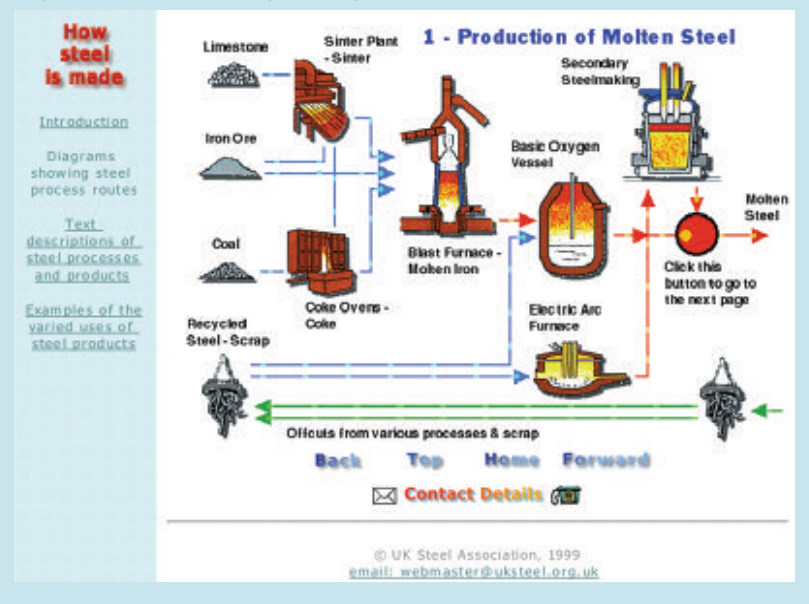 How
steel
is made
Introduction
Diagrams
showing steel
process routes
Text
descriptions of
steel processes
and products
Examples of the
varied uses of
steel products
1 - Production of Molten Steel
Limestone
Sinter Plant
- Sinter
Secondary
Steelmaking
Iron Ore
Basic Oxygen
Vessel
Molten
Steel
Coal
Blast Furnace -
Molten Iron
Click this
button to go to
the next page
Coke Ovens -
Coke
Electric Arc
Furnace
Recycled
Steel - Scrap
Offcuts from various processes & scrap
Back Top Home Forward
Contact Details
© UK Steel Association, 1999
email: webmaster@uksteel.org.uk